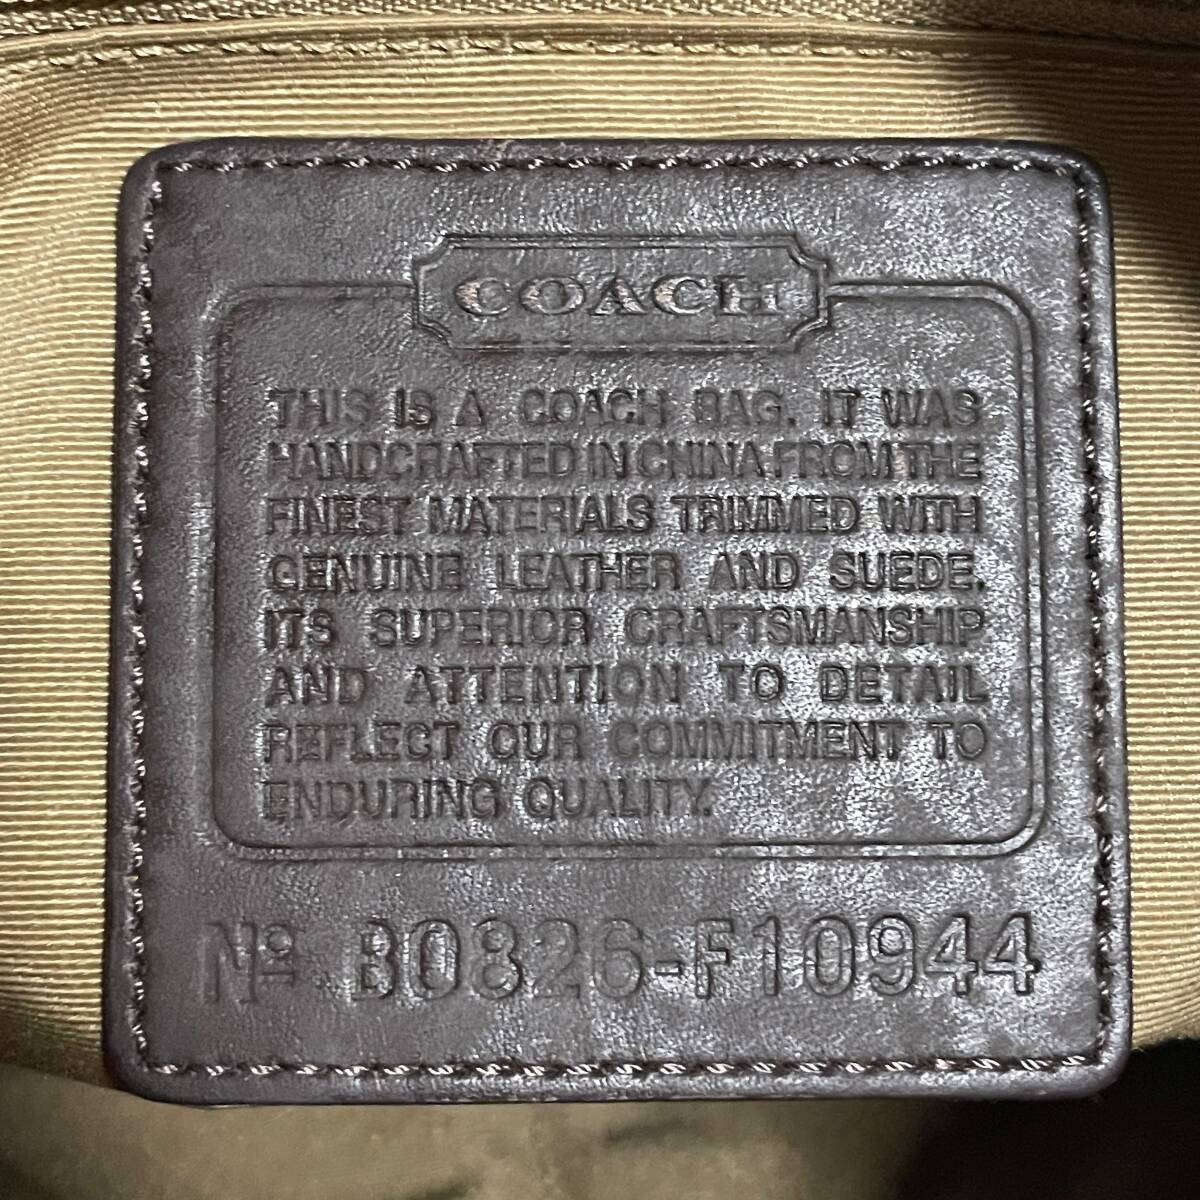 COACH
THIS IS A COACH BAG. IT WAS
HANDCRAFTED IN CHINA FROM THE
FINEST MATERIALS TRIMMED WITH
GENUINE LEATHER AND SUEDE.
ITS SUPERIOR CRAFTSMANSHIP
AND ATTENTION TO DETAIL
REFLECT OUR COMMITMENT TO
ENDURING QUALITY.
Nº B0826-F10944